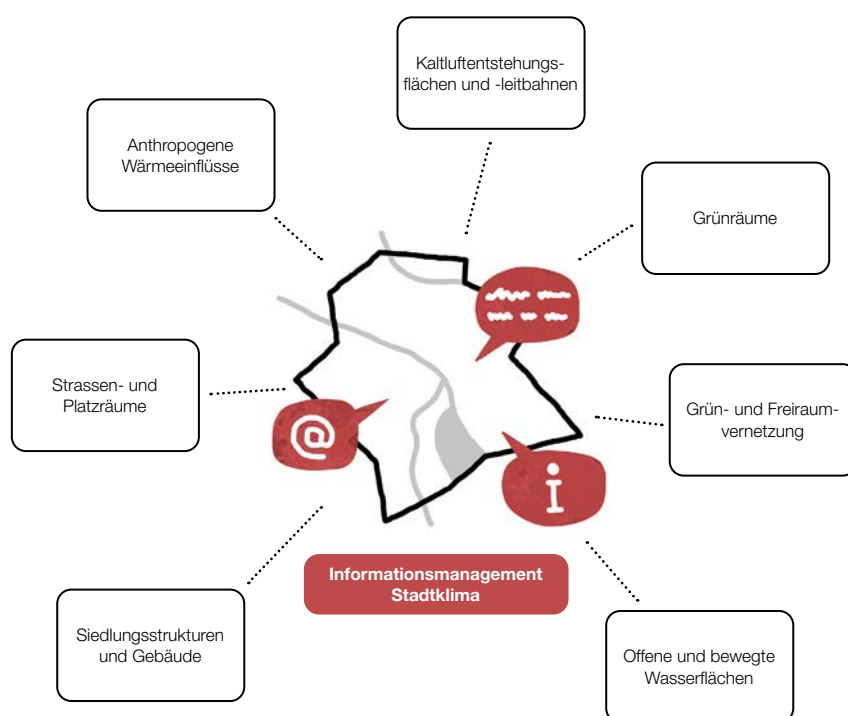 Kaltluftentstehungs-
flächen und -leitbahnen
Anthropogene
Wärmeeinflüsse
Grünräume
Strassen- und
Platzräume
@
Grün- und Freiraum-
vernetzung
i
Informationsmanagement
Stadtklima
Siedlungsstrukturen
und Gebäude
Offene und bewegte
Wasserflächen